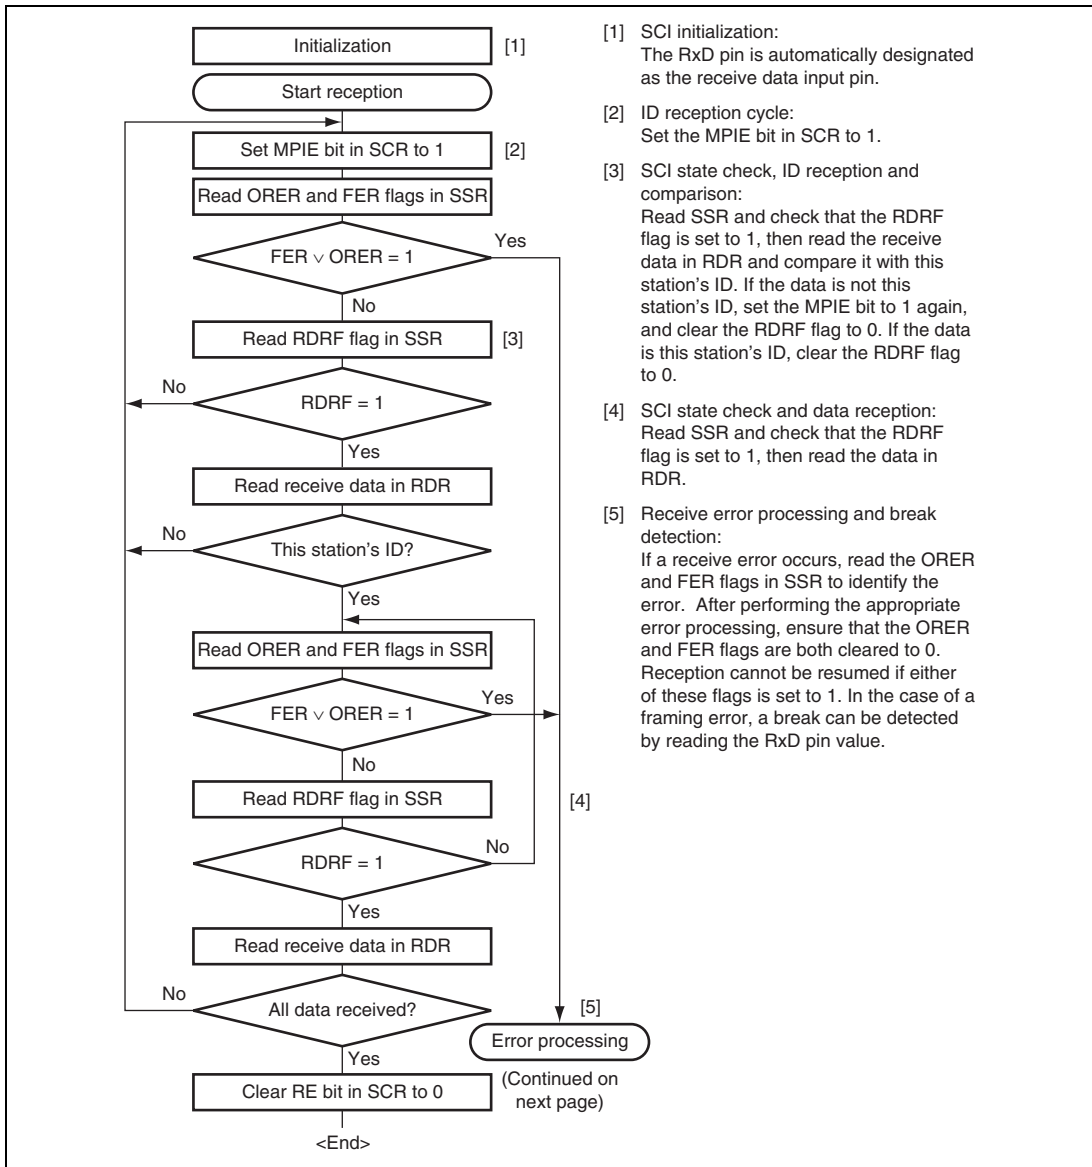 Initialization [1]
Start reception
Set MPIE bit in SCR to 1 [2]
Read ORER and FER flags in SSR
FER ∨ ORER = 1
Yes
No
Read RDRF flag in SSR [3]
RDRF = 1
No
Yes
Read receive data in RDR
This station's ID?
No
Yes
Read ORER and FER flags in SSR
FER ∨ ORER = 1
Yes
No
Read RDRF flag in SSR
[4]
RDRF = 1
No
Yes
Read receive data in RDR
All data received?
No
Yes
[5]
Error processing
(Continued on
next page)
Clear RE bit in SCR to 0
<End>
[1] SCI initialization:
The RxD pin is automatically designated
as the receive data input pin.
[2] ID reception cycle:
Set the MPIE bit in SCR to 1.
[3] SCI state check, ID reception and
comparison:
Read SSR and check that the RDRF
flag is set to 1, then read the receive
data in RDR and compare it with this
station's ID. If the data is not this
station's ID, set the MPIE bit to 1 again,
and clear the RDRF flag to 0. If the data
is this station's ID, clear the RDRF flag
to 0.
[4] SCI state check and data reception:
Read SSR and check that the RDRF
flag is set to 1, then read the data in
RDR.
[5] Receive error processing and break
detection:
If a receive error occurs, read the ORER
and FER flags in SSR to identify the
error. After performing the appropriate
error processing, ensure that the ORER
and FER flags are both cleared to 0.
Reception cannot be resumed if either
of these flags is set to 1. In the case of a
framing error, a break can be detected
by reading the RxD pin value.